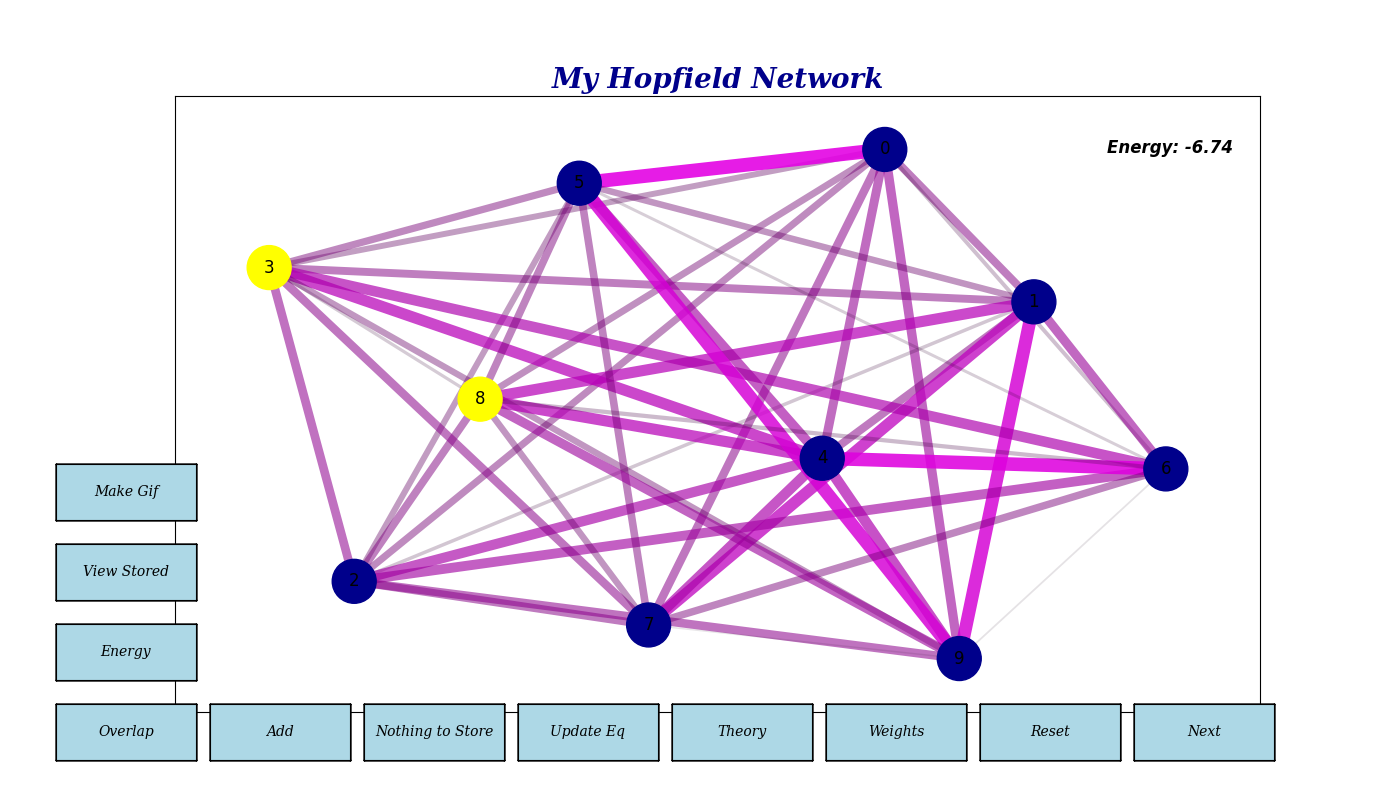 My Hopfield Network
Energy: -6.74
0
5
3
1
8
4
6
2
7
9
Make Gif
View Stored
Energy
Overlap
Add
Nothing to Store
Update Eq
Theory
Weights
Reset
Next